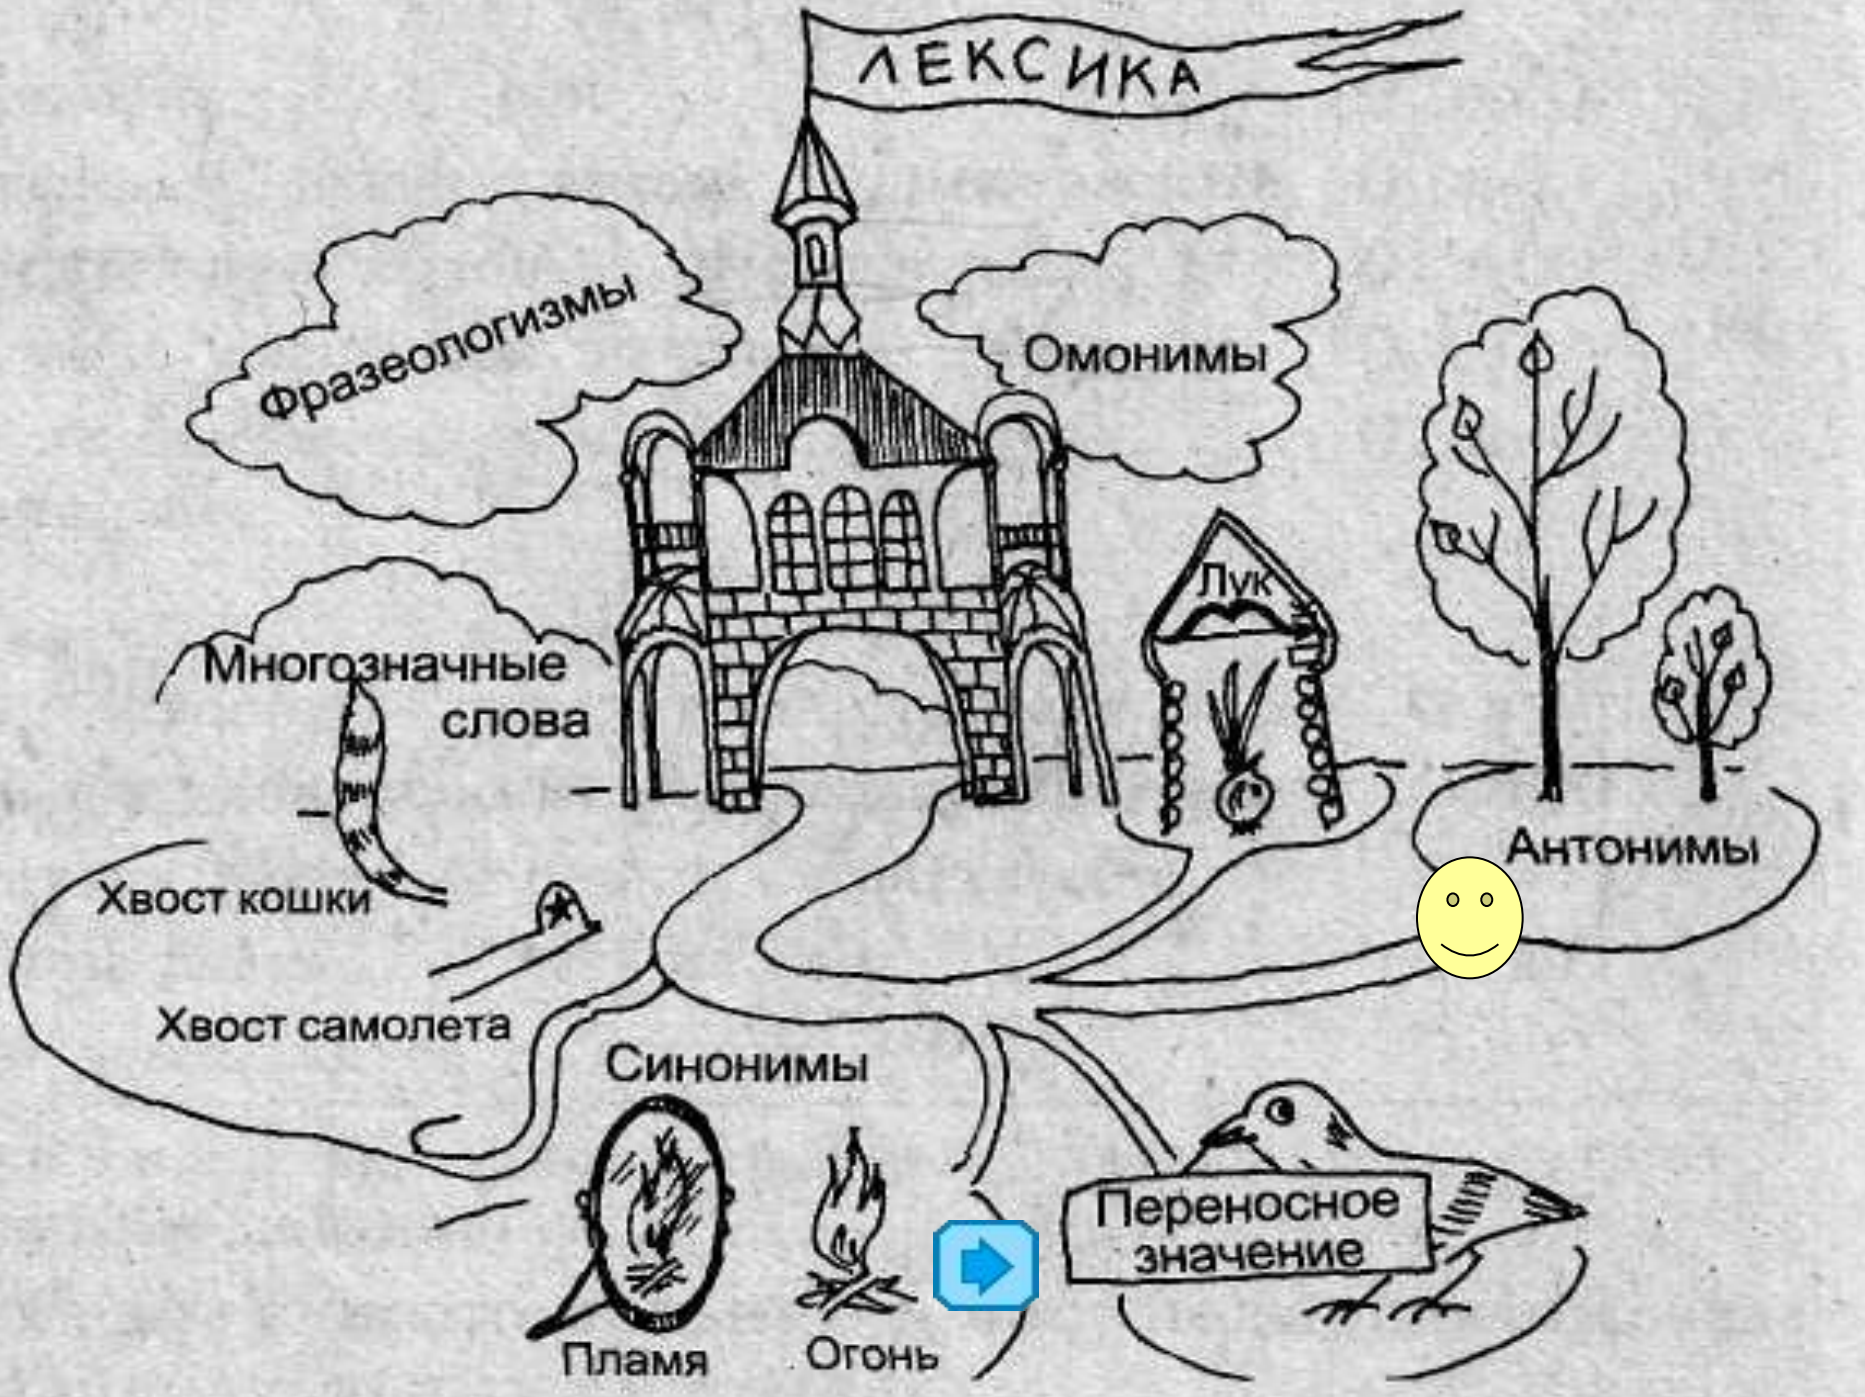 ЛЕКСИКА
Фразеологизмы
Омонимы
Лук
Многозначные
слова
Антонимы
Хвост кошки
Хвост самолета
Синонимы
Переносное
значение
Пламя
Огонь